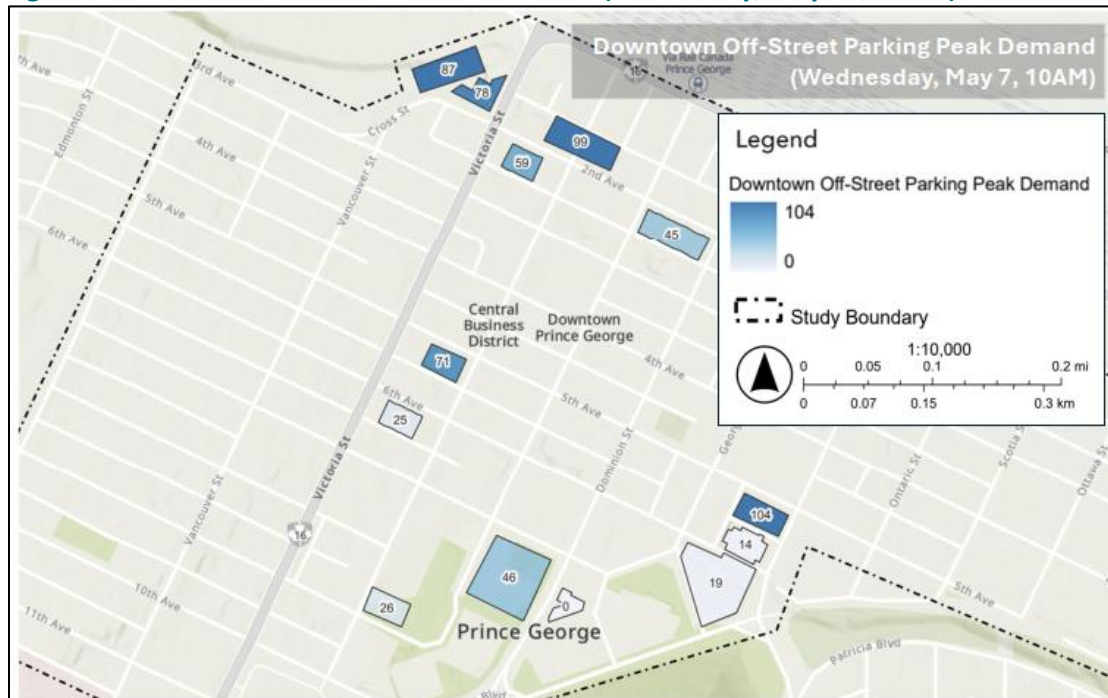 Downtown Off-Street Parking Peak Demand
(Wednesday, May 7, 10AM)
Via Rail Canada
Prince George
16
Legend
Downtown Off-Street Parking Peak Demand
104
0
Study Boundary
1:10,000
0 0.05 0.1 0.2 mi
0 0.07 0.15 0.3 km
3rd Ave
Edmonton St
4th Ave
5th Ave
6th Ave
Cross St
Vancouver St
Victoria St
2nd Ave
87
78
99
59
45
Central
Business
District
Downtown
Prince George
71
25
6th Ave
4th Ave
5th Ave
Dominion St
Victoria St
16
Vancouver St
10th Ave
11th Ave
Ontario St
Scotia St
Ottawa St
104
14
19
46
0
26
Prince George
5th Ave
Patricia Blvd
Blvd